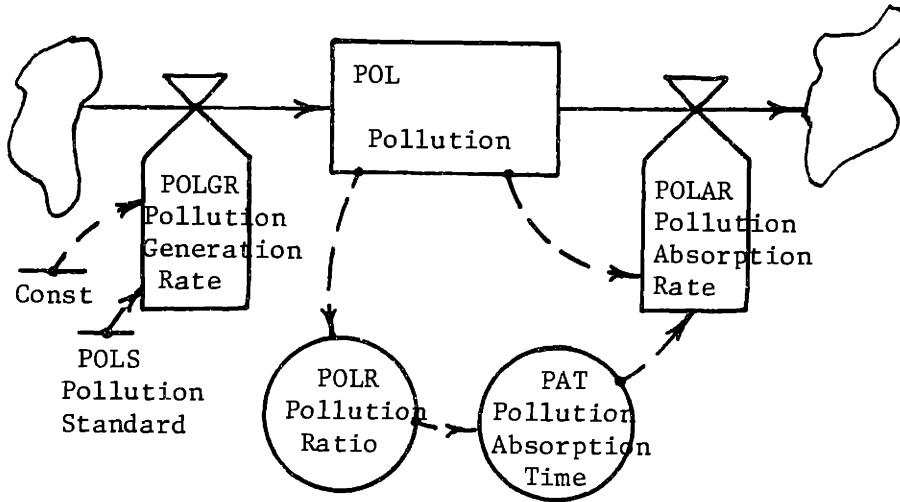 POL
Pollution
POLGR
Pollution
Generation
Rate
POLAR
Pollution
Absorption
Rate
Const
POLS
Pollution
Standard
POLR
Pollution
Ratio
PAT
Pollution
Absorption
Time